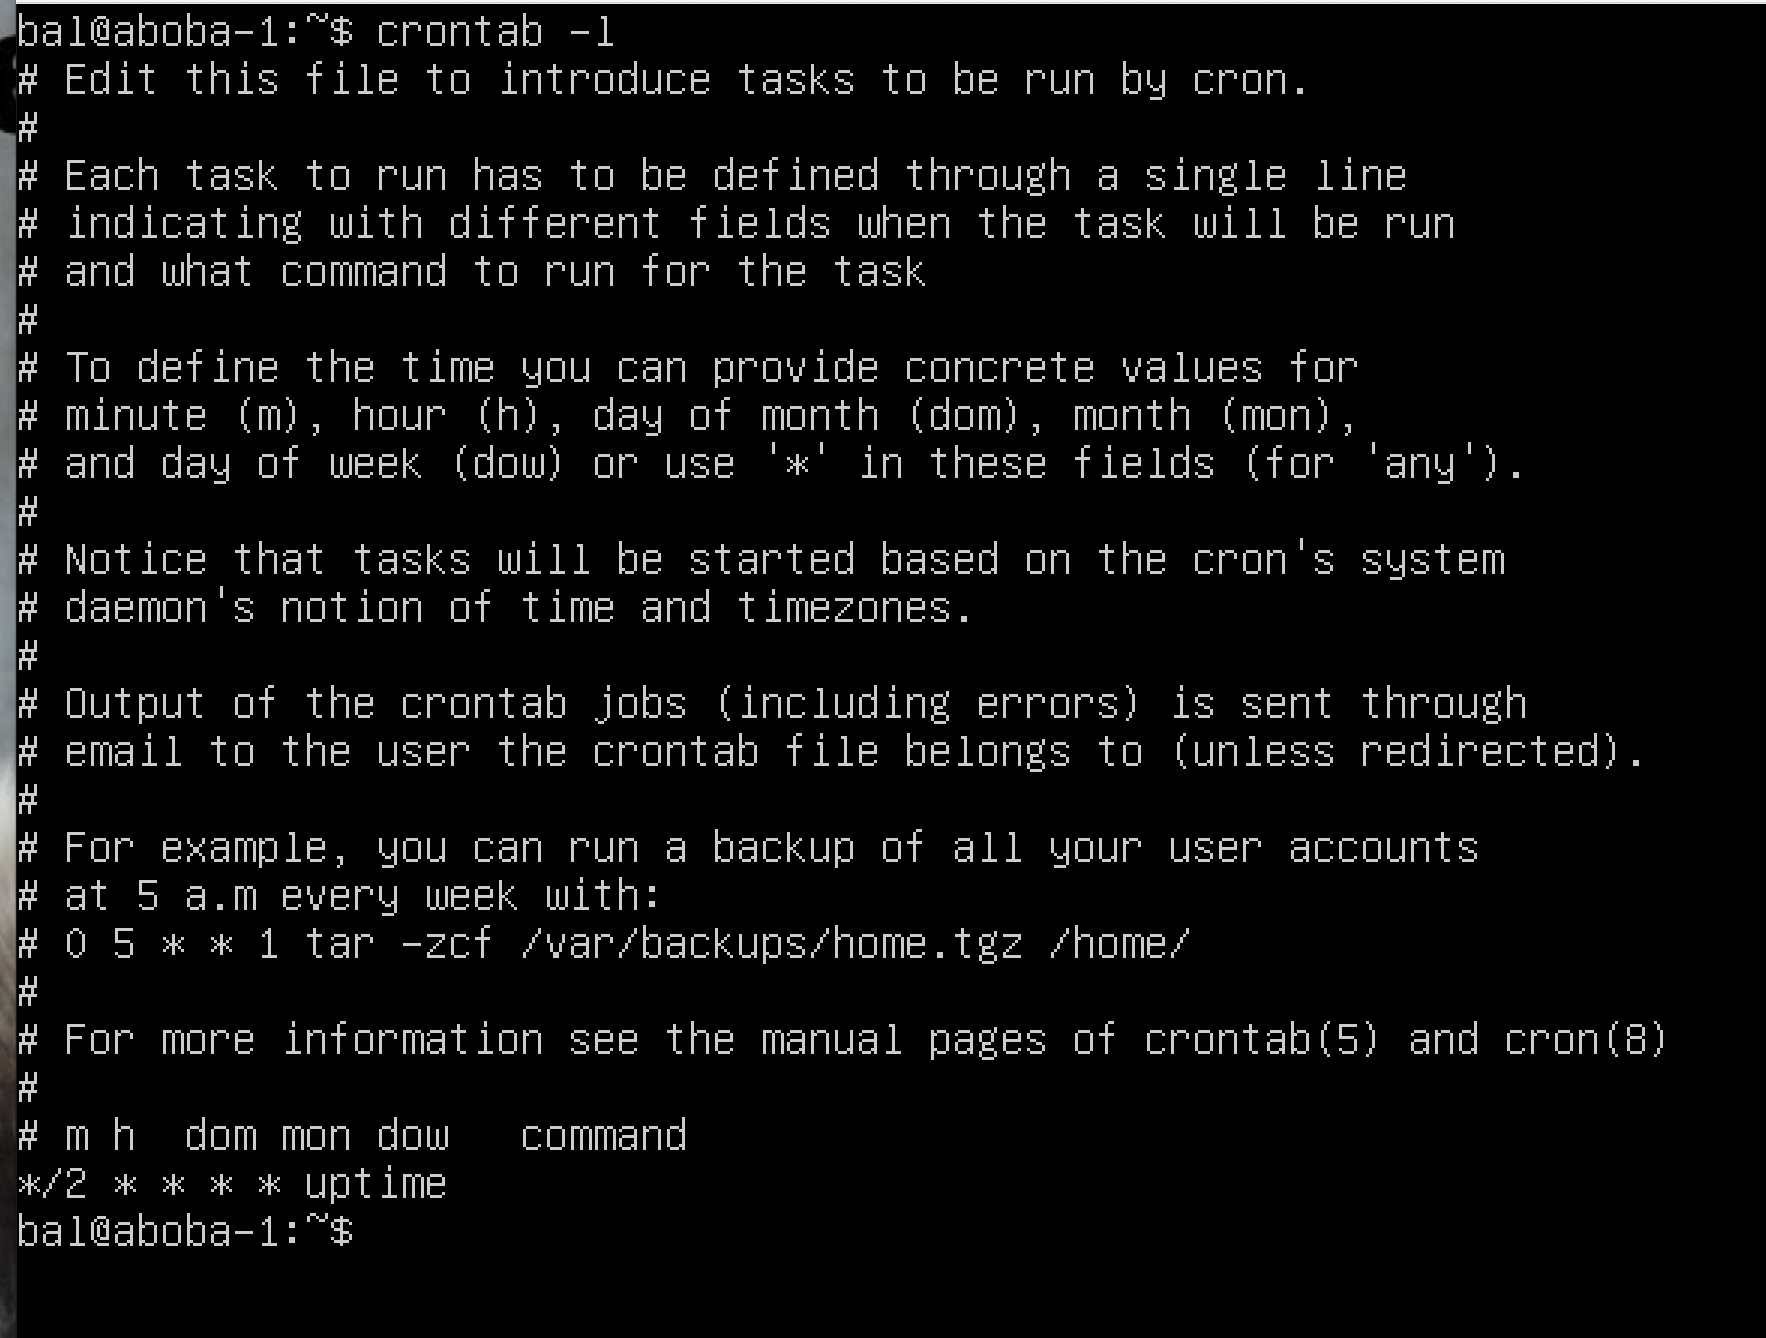 bal@aboba-1:~$ crontab -l
# Edit this file to introduce tasks to be run by cron.
#
# Each task to run has to be defined through a single line
# indicating with different fields when the task will be run
# and what command to run for the task
#
# To define the time you can provide concrete values for
# minute (m), hour (h), day of month (dom), month (mon),
# and day of week (dow) or use '*' in these fields (for 'any').
#
# Notice that tasks will be started based on the cron's system
# daemon's notion of time and timezones.
#
# Output of the crontab jobs (including errors) is sent through
# email to the user the crontab file belongs to (unless redirected).
#
# For example, you can run a backup of all your user accounts
# at 5 a.m every week with:
# 0 5 * * 1 tar -zcf /var/backups/home.tgz /home/
#
# For more information see the manual pages of crontab(5) and cron(8)
#
# m h  dom mon dow   command
*/2 * * * * uptime
bal@aboba-1:~$